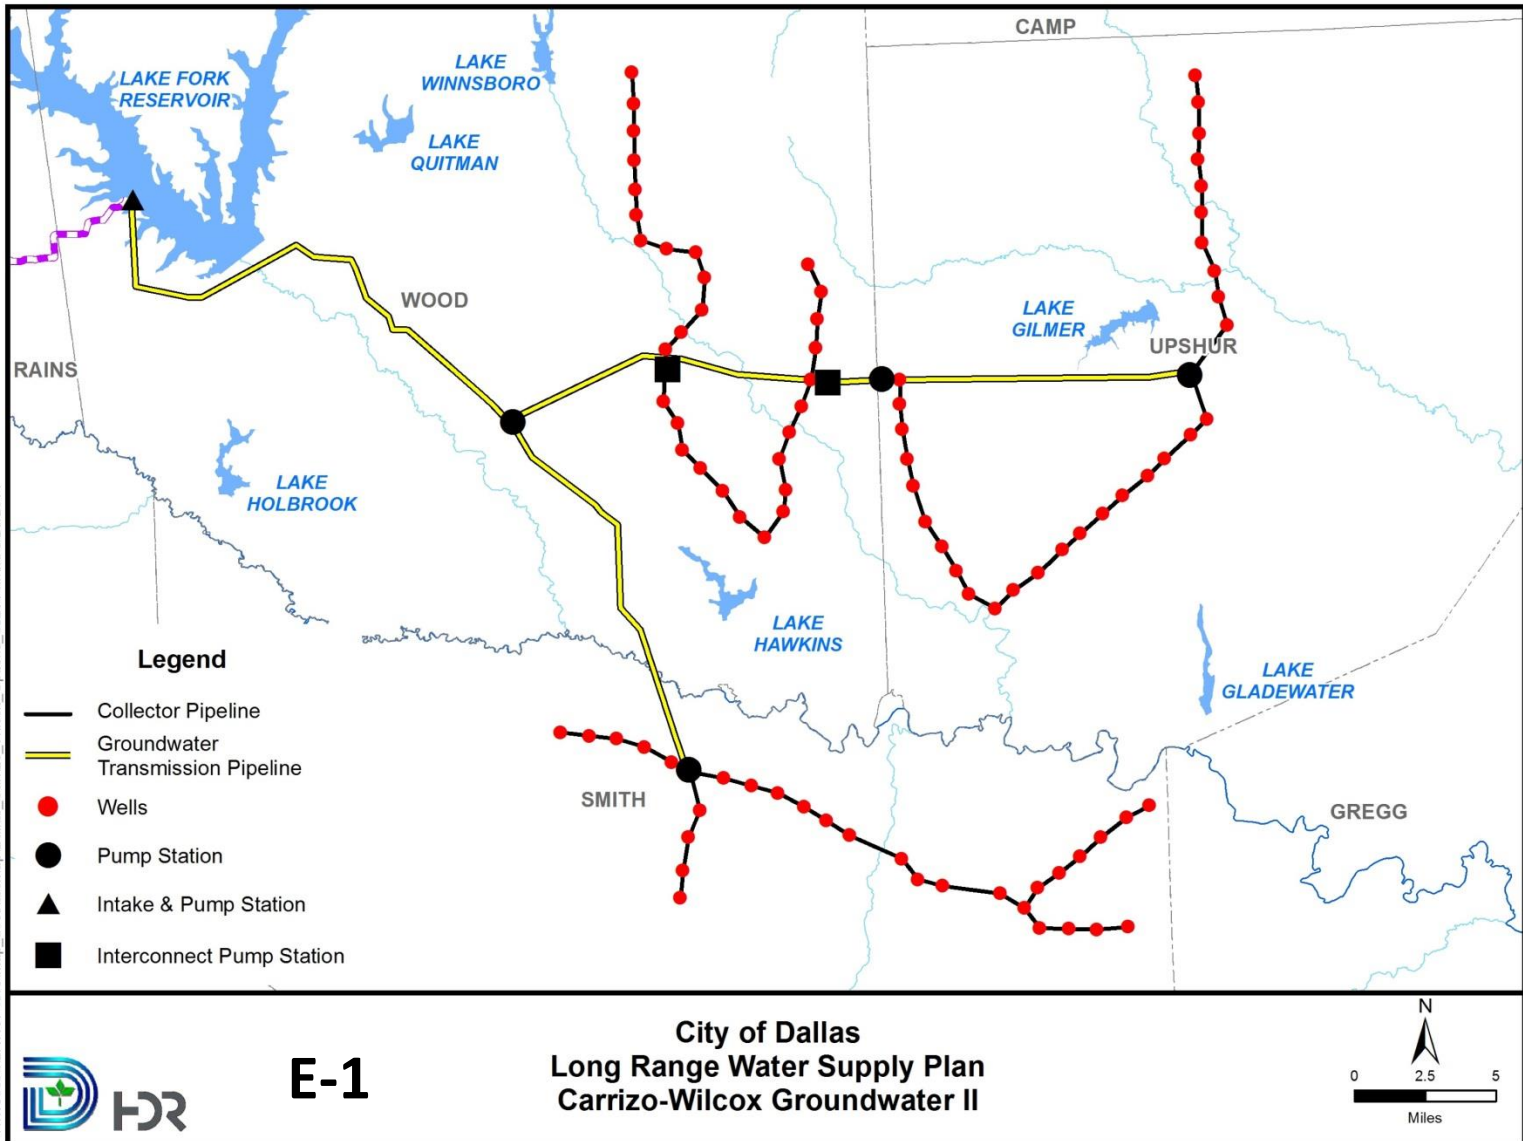 CAMP
LAKE
WINNSBORO
LAKE FORK
RESERVOIR
LAKE
QUITMAN
WOOD
LAKE
GILMER
UPSHUR
RAINS
LAKE
HOLBROOK
LAKE
HAWKINS
LAKE
GLADEWATER
SMITH
GREGG
Legend
Collector Pipeline
Groundwater
Transmission Pipeline
Wells
Pump Station
Intake & Pump Station
Interconnect Pump Station
HDR
E-1
City of Dallas
Long Range Water Supply Plan
Carrizo-Wilcox Groundwater II
N
0 2.5 5
Miles